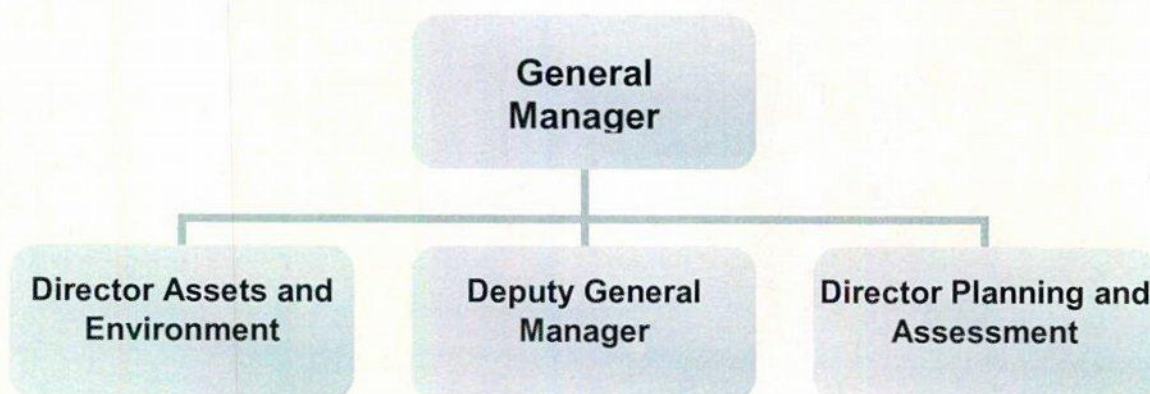 General
Manager
Director Assets and
Environment
Deputy General
Manager
Director Planning and
Assessment